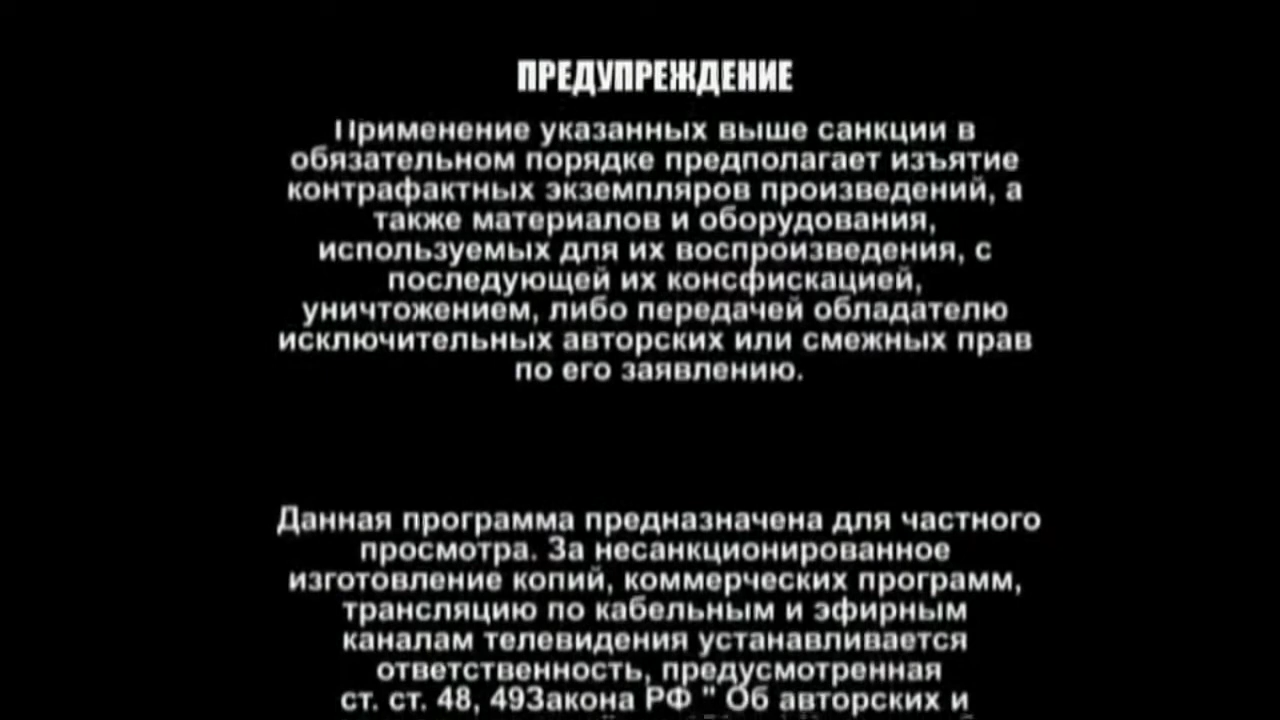 ПРЕДУПРЕЖДЕНИЕ
Применение указанных выше санкции в
обязательном порядке предполагает изъятие
контрафактных экземпляров произведений, а
также материалов и оборудования,
используемых для их воспроизведения, с
последующей их консфискацией,
уничтожением, либо передачей обладателю
исключительных авторских или смежных прав
по его заявлению.
Данная программа предназначена для частного
просмотра. За несанкционированное
изготовление копий, коммерческих программ,
трансляцию по кабельным и эфирным
каналам телевидения устанавливается
ответственность, предусмотренная
ст. ст. 48, 49Закона РФ " Об авторских и